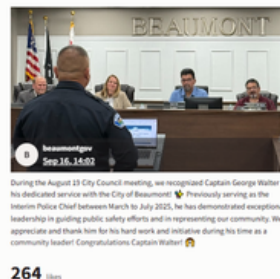 BEAUMONT
B
beaumontgov
Sep 16, 14:02
During the August 19 City Council meeting, we recognized Captain George Walter
his dedicated service with the City of Beaumont! Previously serving as the
Interim Police Chief between March to July 2025, he has demonstrated exceptiona
leadership in guiding public safety efforts and in representing our community. We
appreciate and thank him for his hard work and initiative during his time as a
community leader! Congratulations Captain Walter!
264 likes